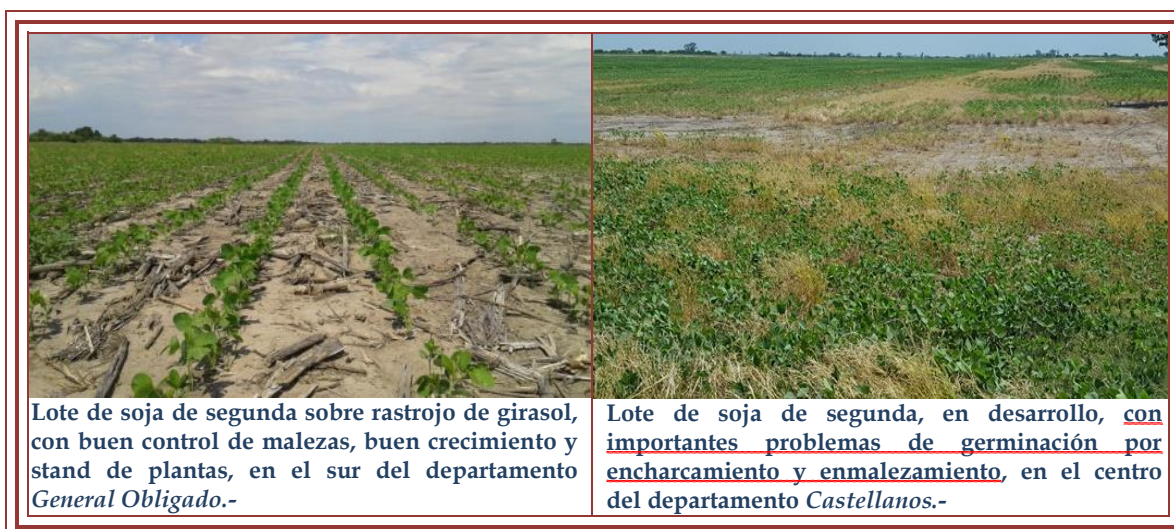 Lote de soja de segunda sobre rastrojo de girasol,
con buen control de malezas, buen crecimiento y
stand de plantas, en el sur del departamento
General Obligado.-
Lote de soja de segunda, en desarrollo, con
importantes problemas de germinación por
encharcamiento y enmalezamiento, en el centro
del departamento Castellanos.-